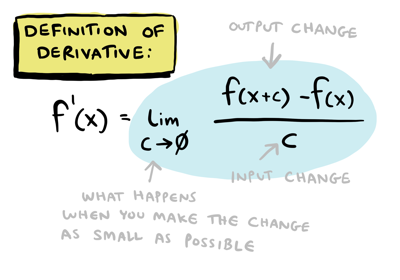 DEFINITION OF
DERIVATIVE:
OUTPUT CHANGE
f'(x) = lim c→0 f(x+c) - f(x) / c
INPUT CHANGE
WHAT HAPPENS
WHEN YOU MAKE THE CHANGE
AS SMALL AS POSSIBLE